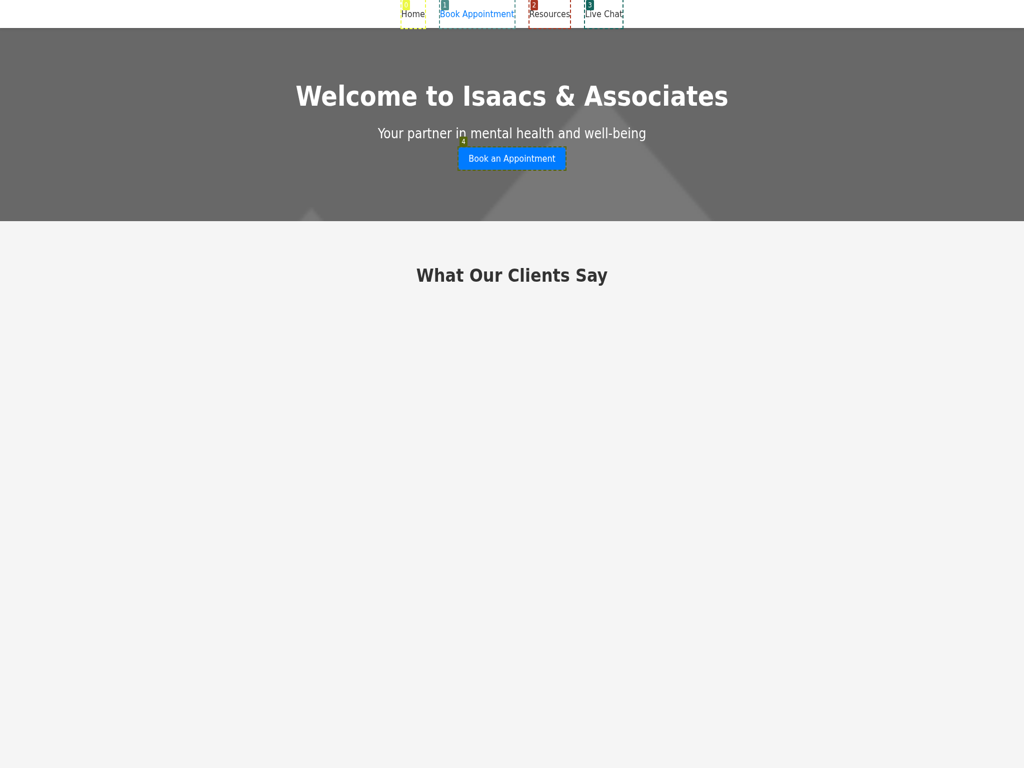 Home Book Appointment Resources Live Chat
1 2 3
Welcome to Isaacs & Associates
Your partner in mental health and well-being
4
Book an Appointment
What Our Clients Say